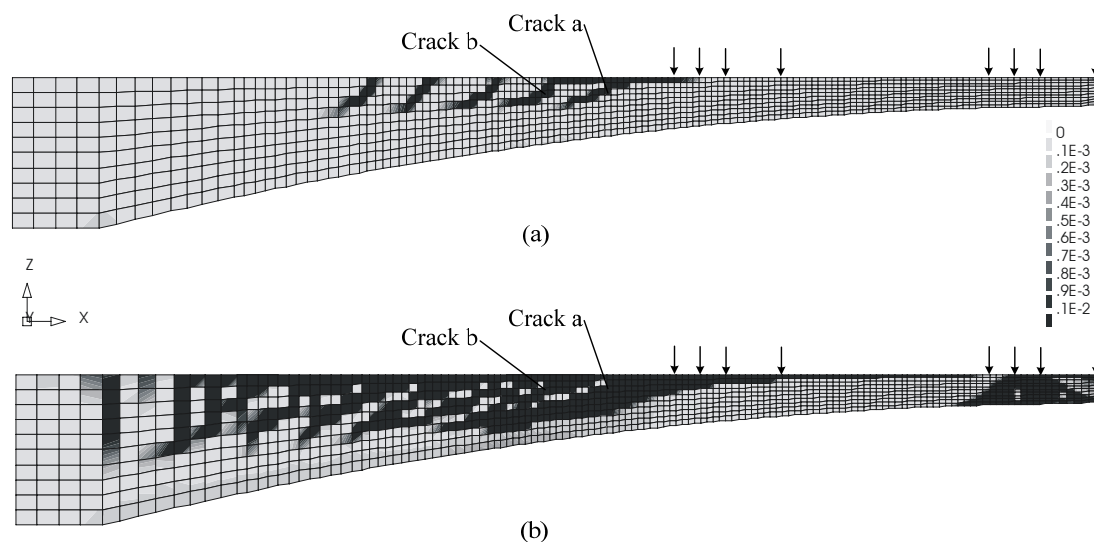 Crack a
Crack b
0
.1E-3
.2E-3
.3E-3
.4E-3
.5E-3
.6E-3
.7E-3
.8E-3
.9E-3
.1E-2
(a)
Z
Y
X
Crack a
Crack b
(b)